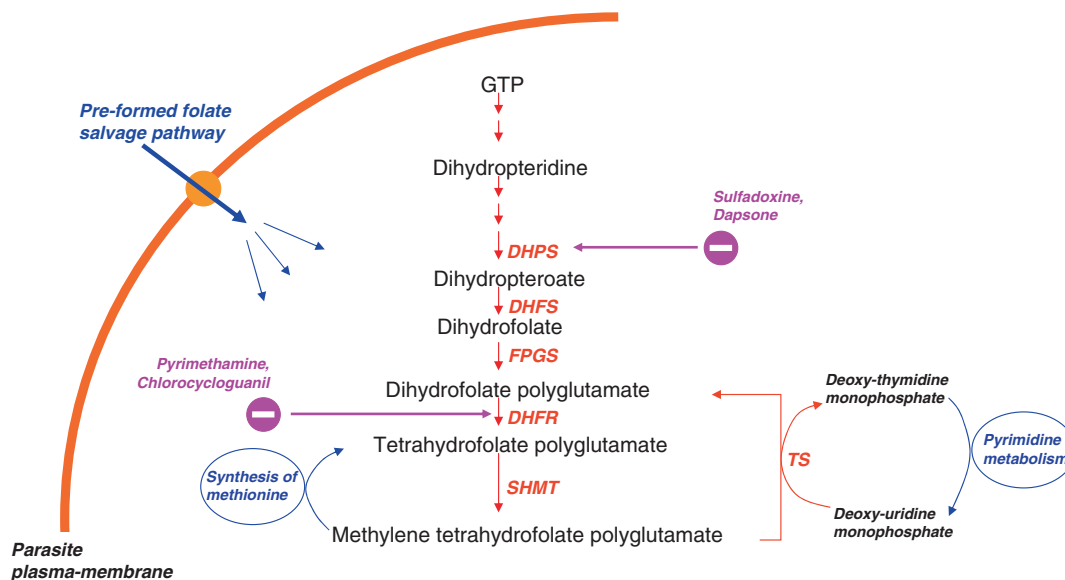 GTP
Pre-formed folate
salvage pathway
Dihydropteridine
Sulfadoxine,
Dapsone
DHPS
Dihydropteroate
DHFS
Dihydrofolate
FPGS
Pyrimethamine,
Chlorocycloguanil
Dihydrofolate polyglutamate
DHFR
Tetrahydrofolate polyglutamate
Deoxy-thymidine
monophosphate
Pyrimidine
metabolism
TS
Synthesis of
methionine
SHMT
Deoxy-uridine
monophosphate
Methylene tetrahydrofolate polyglutamate
Parasite
plasma-membrane